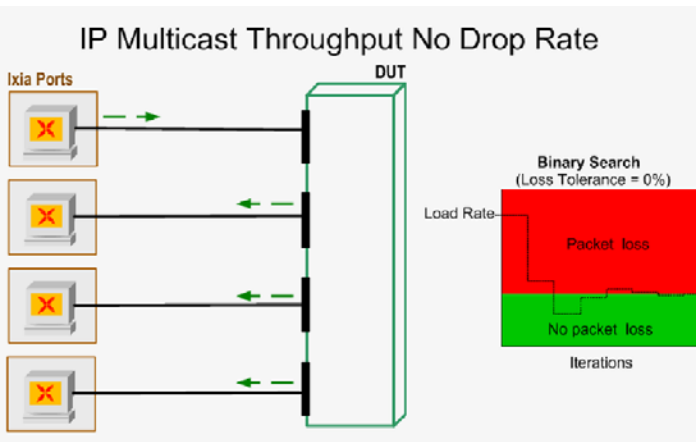 IP Multicast Throughput No Drop Rate
Ixia Ports
DUT
Binary Search
(Loss Tolerance = 0%)
Load Rate
Packet loss
No packet loss
Iterations